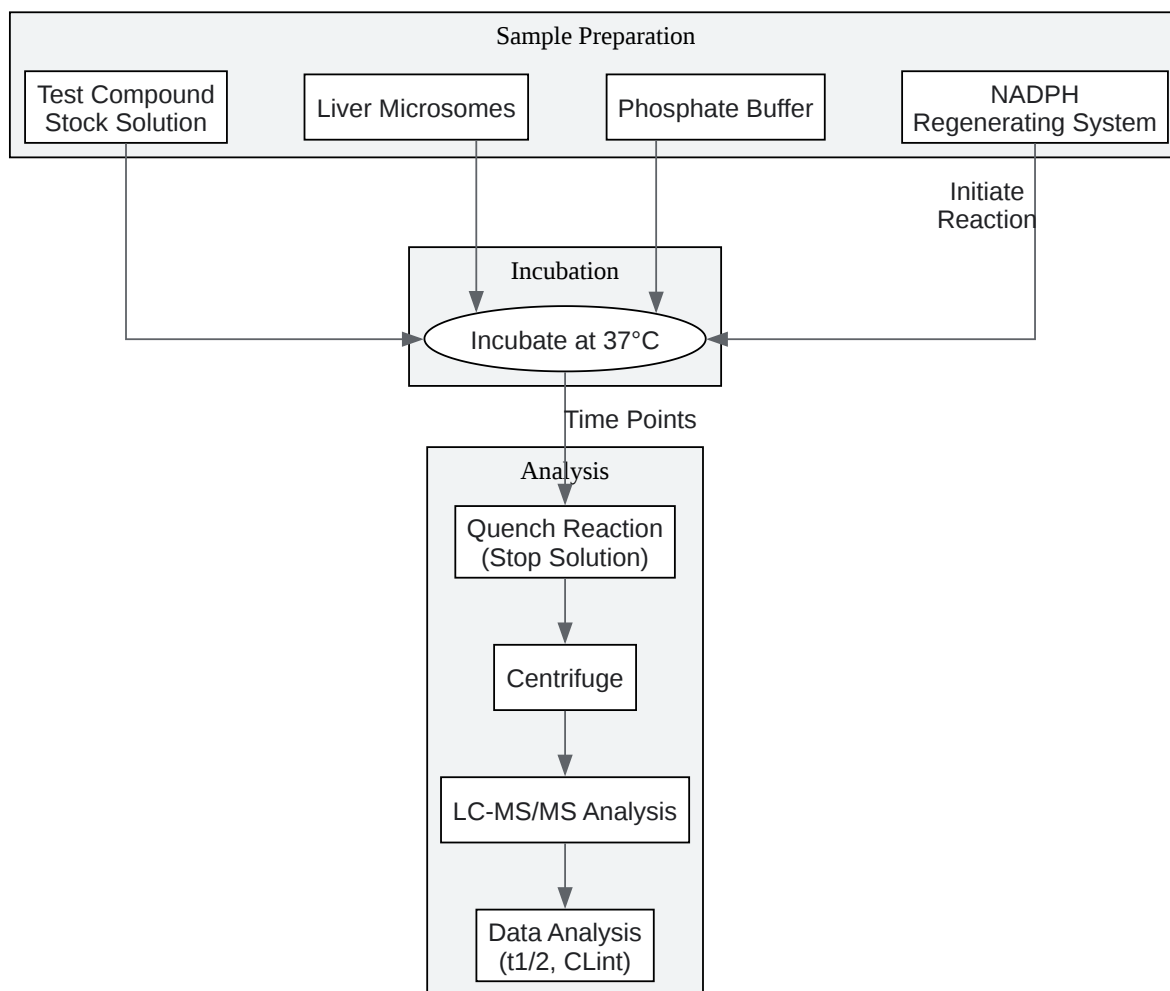 Sample Preparation
Test Compound
Stock Solution
Liver Microsomes
Phosphate Buffer
NADPH
Regenerating System
Initiate
Reaction
Incubation
Incubate at 37°C
Time Points
Analysis
Quench Reaction
(Stop Solution)
Centrifuge
LC-MS/MS Analysis
Data Analysis
(t1/2, CLint)